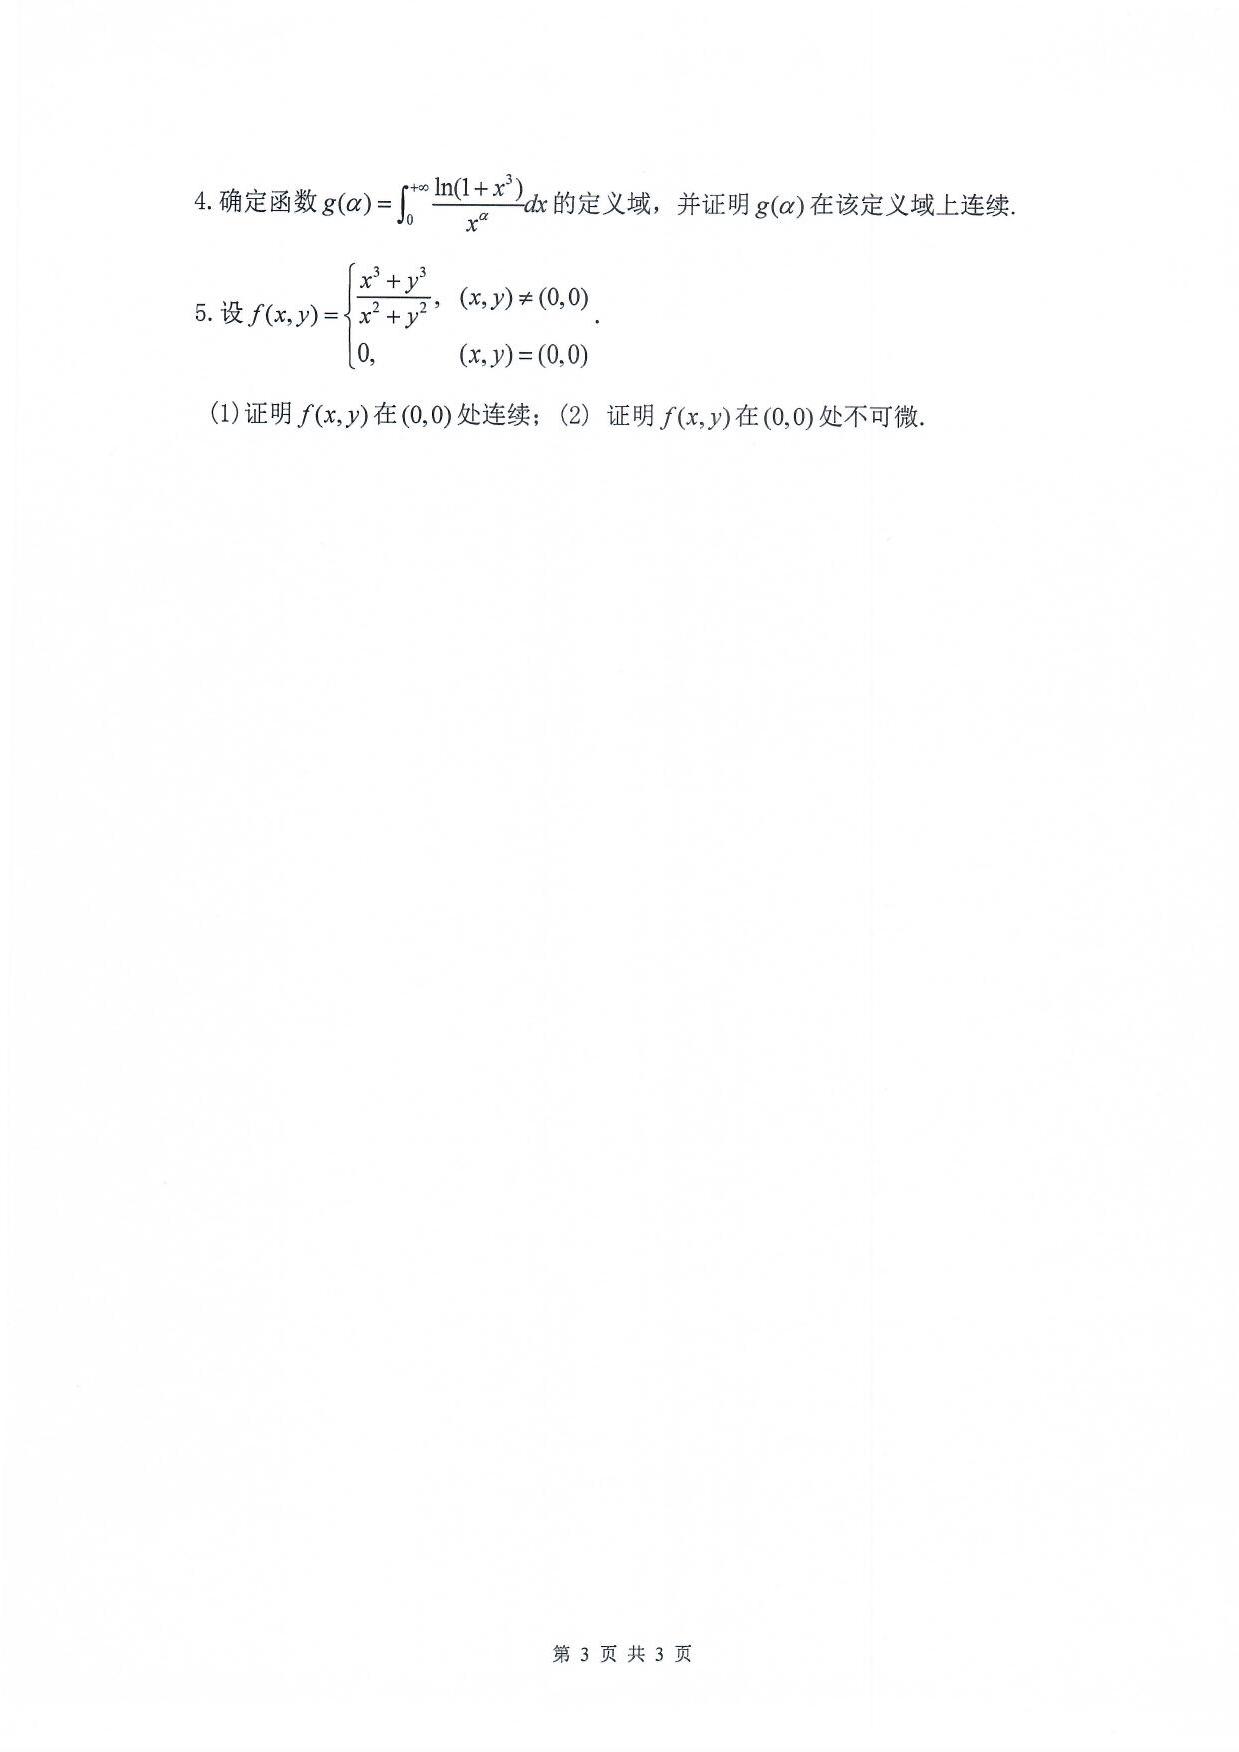 4. 确定函数 $g(\alpha)=\int_0^{+\infty}\frac{\ln(1+x^3)}{x^\alpha}dx$ 的定义域，并证明 $g(\alpha)$ 在该定义域上连续.
5. 设 $f(x,y)=\begin{cases}\frac{x^3+y^3}{x^2+y^2}, & (x,y)\neq(0,0)\\0, & (x,y)=(0,0)\end{cases}$.
(1)证明 $f(x,y)$ 在 $(0,0)$ 处连续；(2) 证明 $f(x,y)$ 在 $(0,0)$ 处不可微.
第 3 页 共 3 页